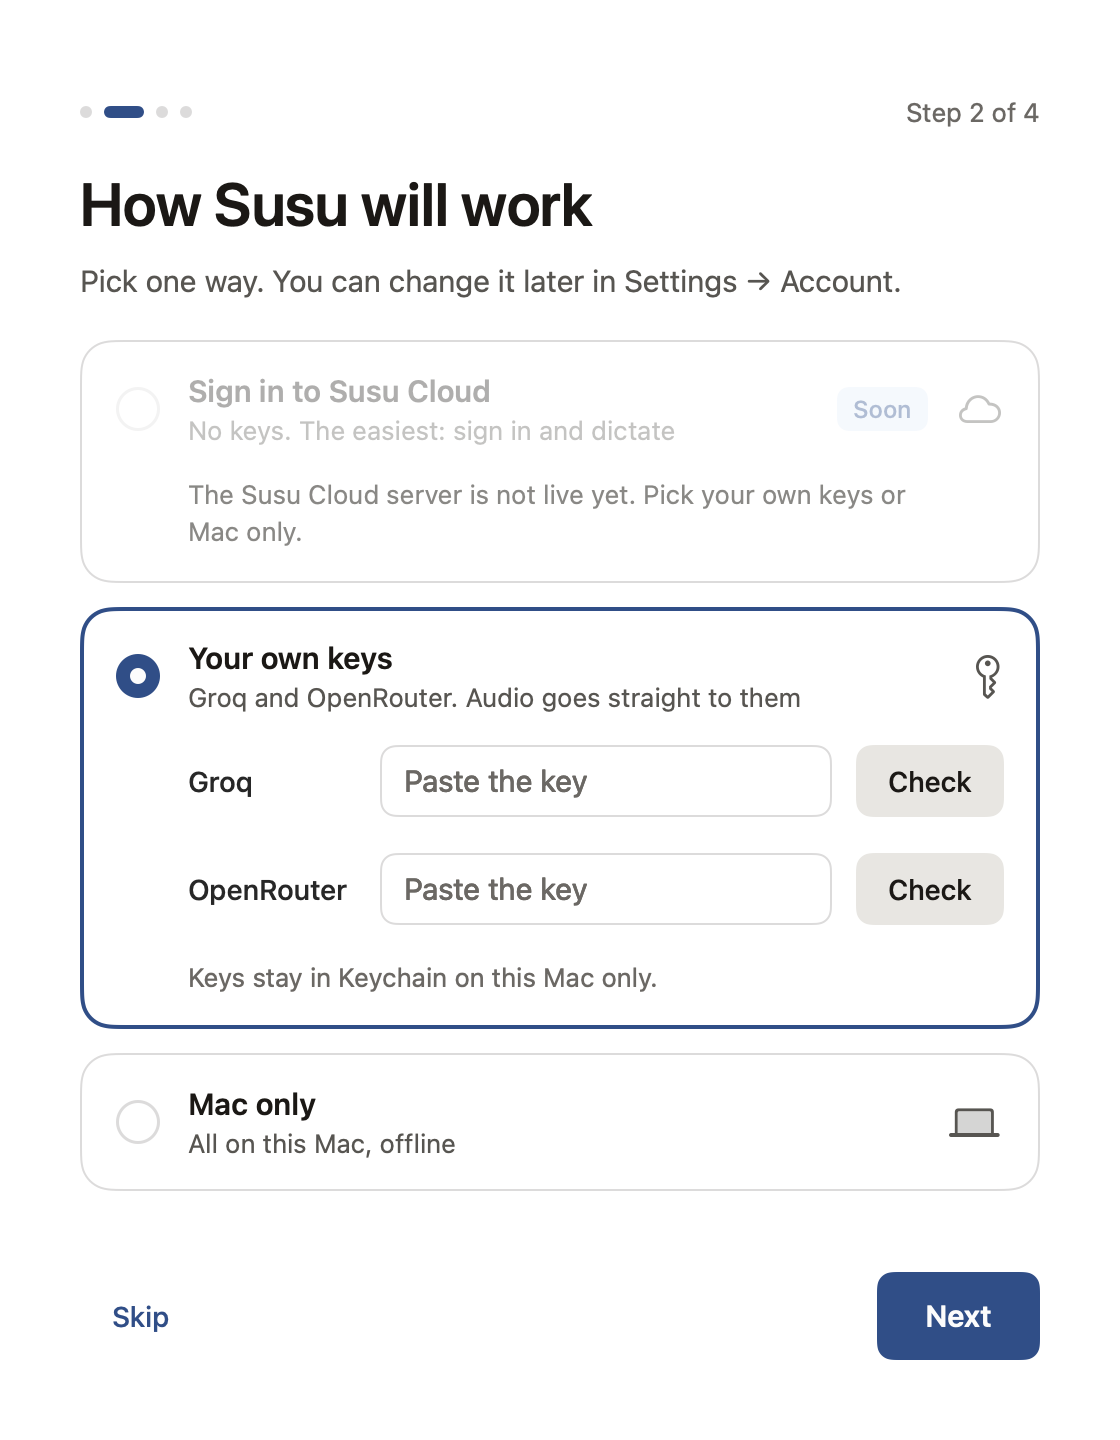 Step 2 of 4
How Susu will work
Pick one way. You can change it later in Settings → Account.
Sign in to Susu Cloud
No keys. The easiest: sign in and dictate
Soon
The Susu Cloud server is not live yet. Pick your own keys or
Mac only.
Your own keys
Groq and OpenRouter. Audio goes straight to them
Groq
Paste the key
Check
OpenRouter
Paste the key
Check
Keys stay in Keychain on this Mac only.
Mac only
All on this Mac, offline
Skip
Next